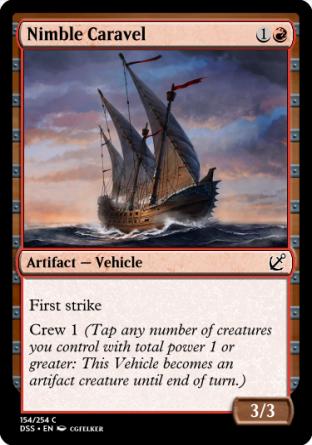 Nimble Caravel 1
Artifact — Vehicle
First strike
Crew 1 (Tap any number of creatures
you control with total power 1 or
greater: This Vehicle becomes an
artifact creature until end of turn.)
3/3
154/254 C
DSS • EN CGFELKER